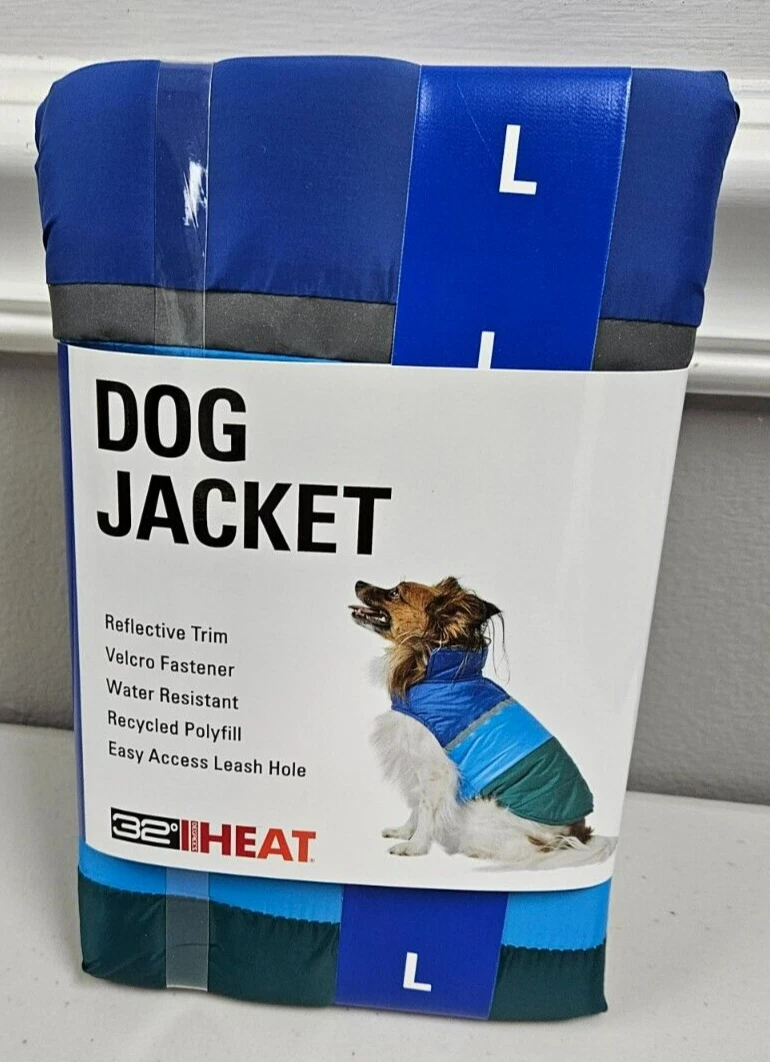 L
L
DOG
JACKET
Reflective Trim
Velcro Fastener
Water Resistant
Recycled Polyfill
Easy Access Leash Hole
32° HEAT
L